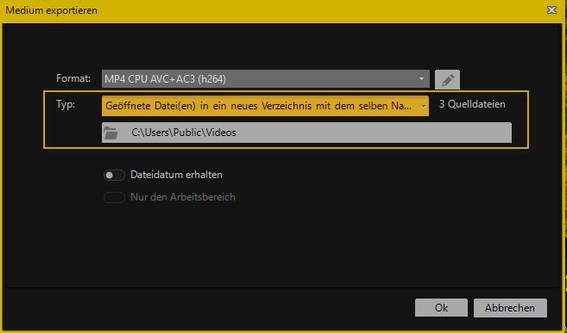 Medium exportieren
Format: MP4 CPU AVC+AC3 (h264)
Typ: Geöffnete Datei(en) in ein neues Verzeichnis mit dem selben Na... 3 Quelldateien
C:\Users\Public\Videos
Dateidatum erhalten
Nur den Arbeitsbereich
Ok Abbrechen